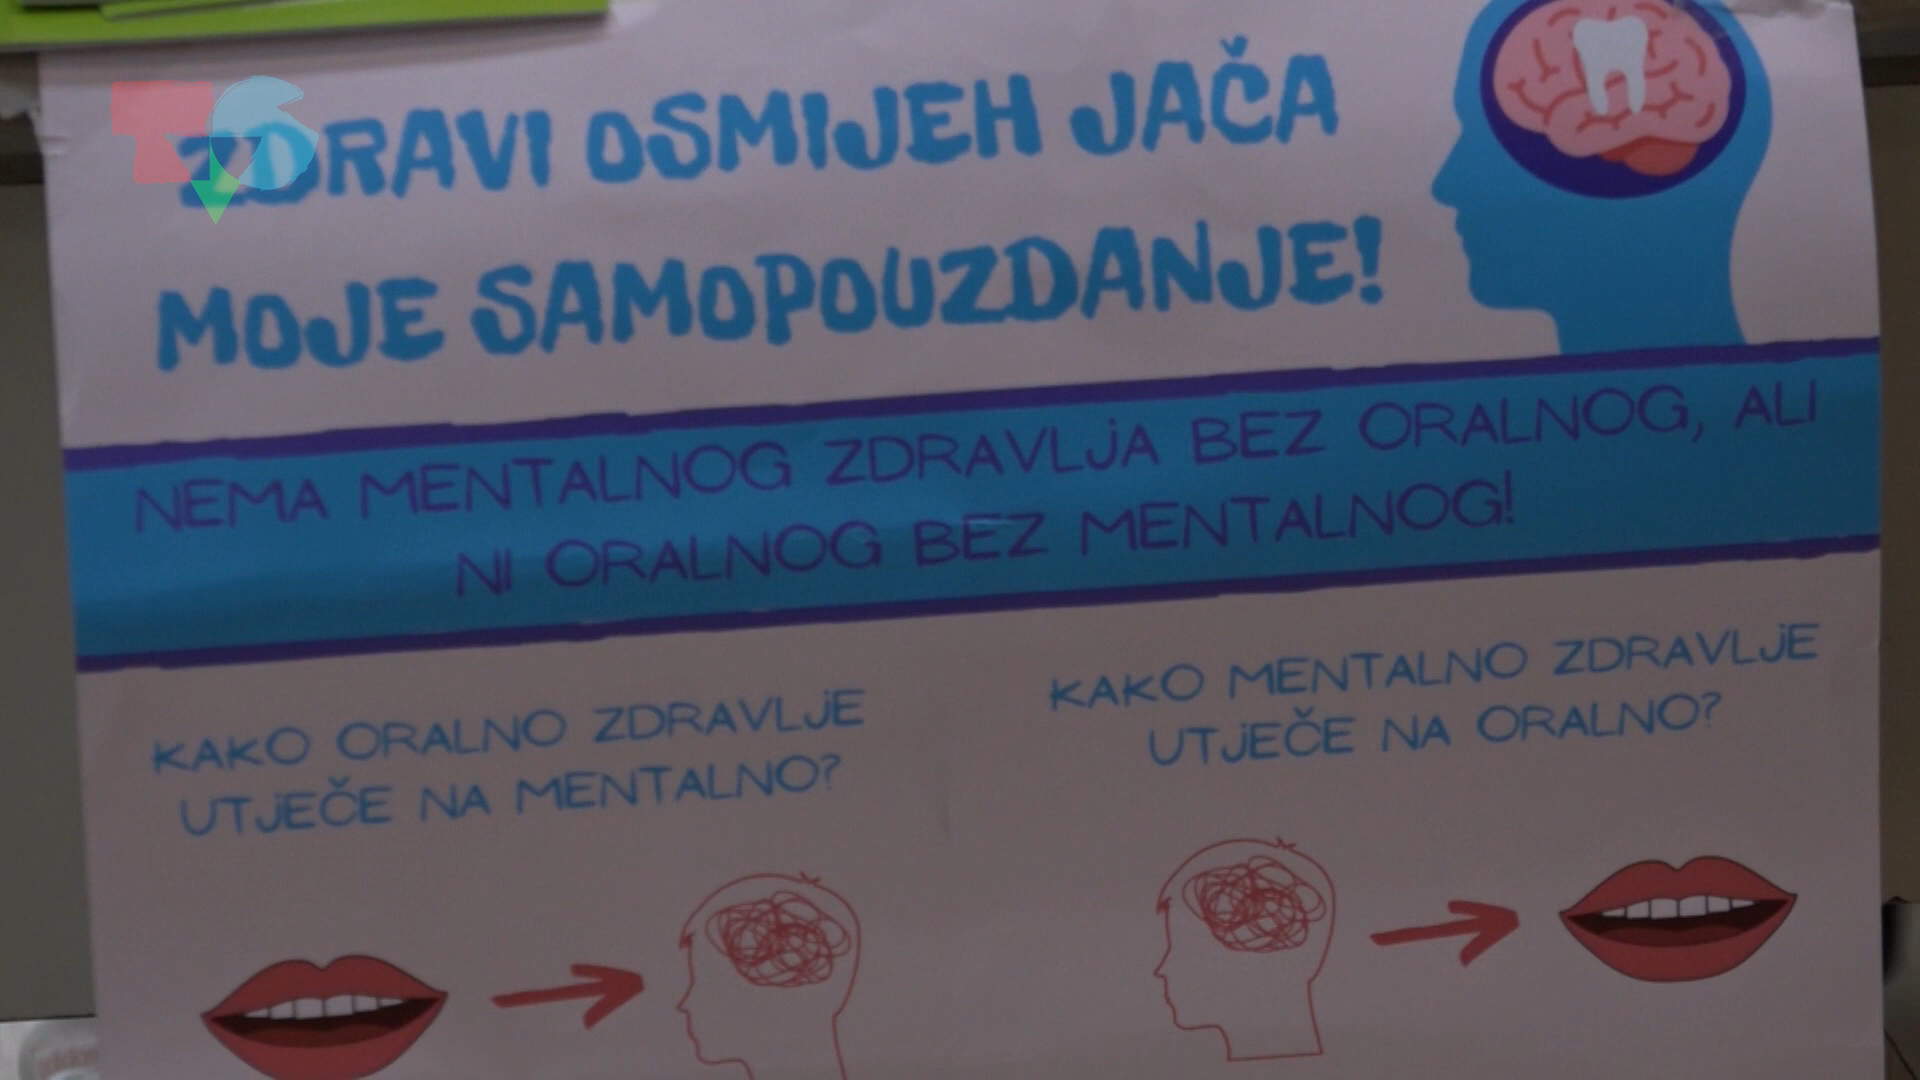 TVS
ZDRAVI OSMIJEH JAČA
MOJE SAMOPOUZDANJE!
NEMA MENTALNOG ZDRAVLJA BEZ ORALNOG, ALI
NI ORALNOG BEZ MENTALNOG!
KAKO ORALNO ZDRAVLJE
UTJEČE NA MENTALNO?
KAKO MENTALNO ZDRAVLJE
UTJEČE NA ORALNO?